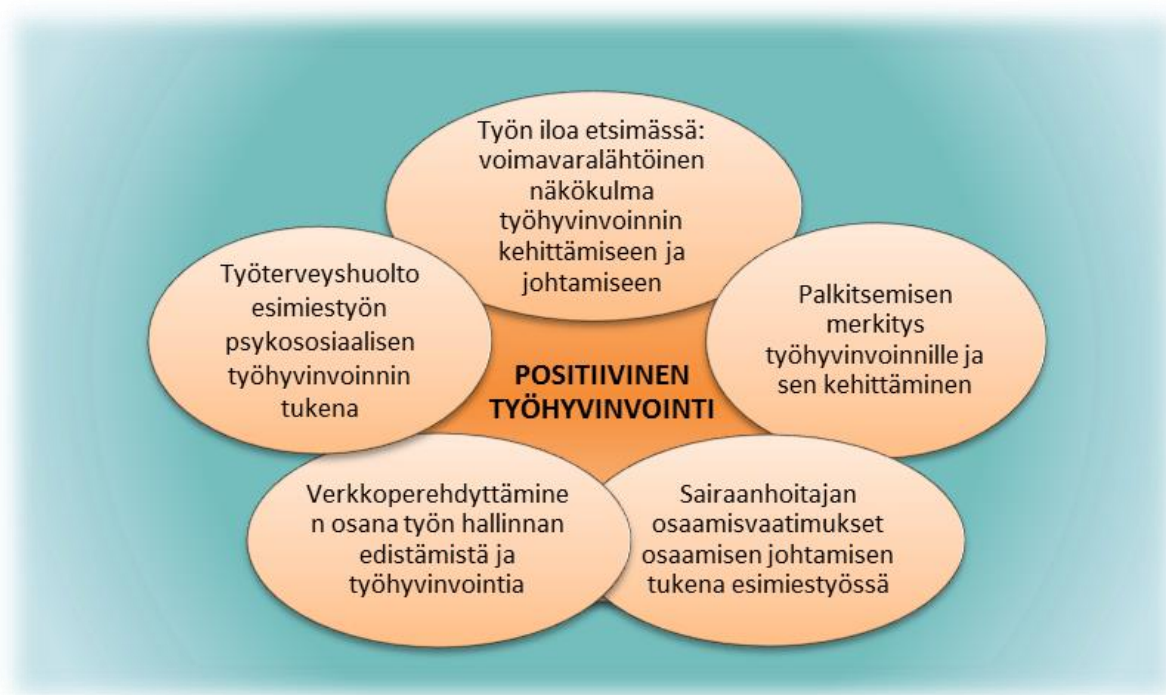 Työn iloa etsimässä:
voimavaralähtöinen
näkökulma
työhyvinvoinnin
kehittämiseen ja
johtamiseen
Työterveyshuolto
esimiestyön
psykososiaalisen
työhyvinvoinnin
tukena
Palkitsemisen
merkitys
työhyvinvoinnille ja
sen kehittäminen
POSITIIVINEN
TYÖHYVINVOINTI
Verkkoperehdyttämine
n osana työn hallinnan
edistämistä ja
työhyvinvointia
Sairaanhoitajan
osaamisvaatimukset
osaamisen johtamisen
tukena esimiestyössä